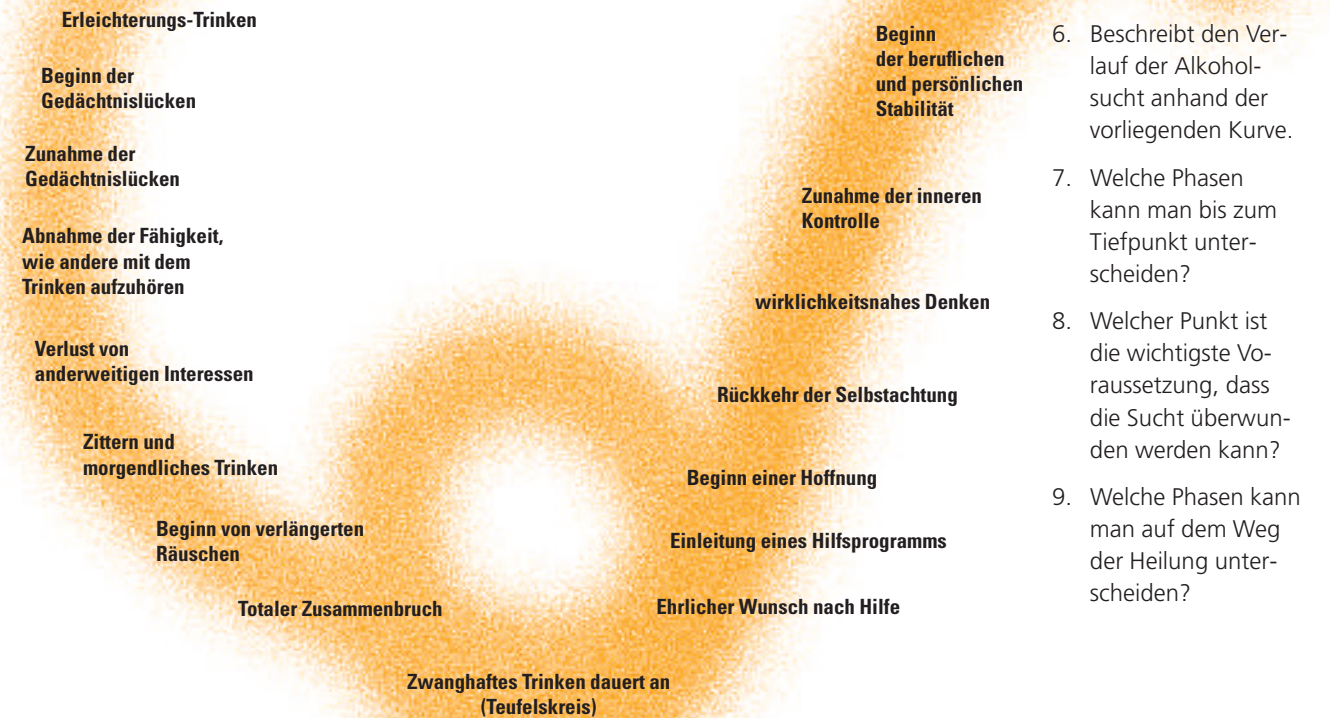 Erleichterungs-Trinken
Beginn der
Gedächtnislücken
Zunahme der
Gedächtnislücken
Abnahme der Fähigkeit,
wie andere mit dem
Trinken aufzuhören
Verlust von
anderweitigen Interessen
Zittern und
morgendliches Trinken
Beginn von verlängerten
Räuschen
Totaler Zusammenbruch
Zwanghaftes Trinken dauert an
(Teufelskreis)
Ehrlicher Wunsch nach Hilfe
Einleitung eines Hilfsprogramms
Beginn einer Hoffnung
Rückkehr der Selbstachtung
wirklichkeitsnahes Denken
Zunahme der inneren
Kontrolle
Beginn
der beruflichen
und persönlichen
Stabilität
6. Beschreibt den Ver-
lauf der Alkohol-
sucht anhand der
vorliegenden Kurve.
7. Welche Phasen
kann man bis zum
Tiefpunkt unter-
scheiden?
8. Welcher Punkt ist
die wichtigste Vo-
raussetzung, dass
die Sucht überwun-
den werden kann?
9. Welche Phasen kann
man auf dem Weg
der Heilung unter-
scheiden?